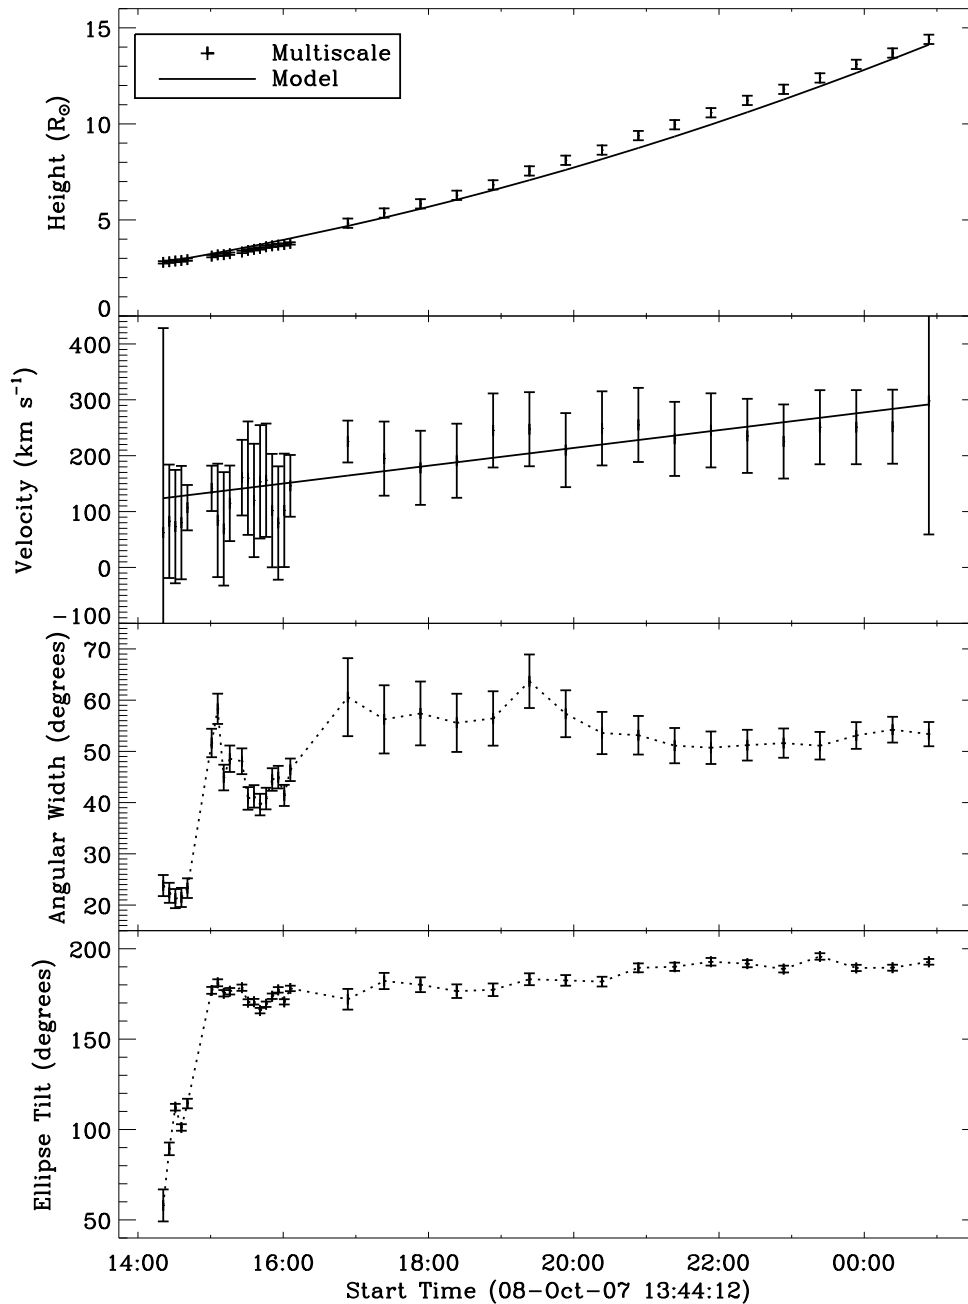 15
10
5
0
Height (R⊙)
Multiscale
Model
400
300
200
100
0
−100
Velocity (km s⁻¹)
70
60
50
40
30
20
Angular Width (degrees)
200
150
100
50
Ellipse Tilt (degrees)
14:00 16:00 18:00 20:00 22:00 00:00
Start Time (08-Oct-07 13:44:12)